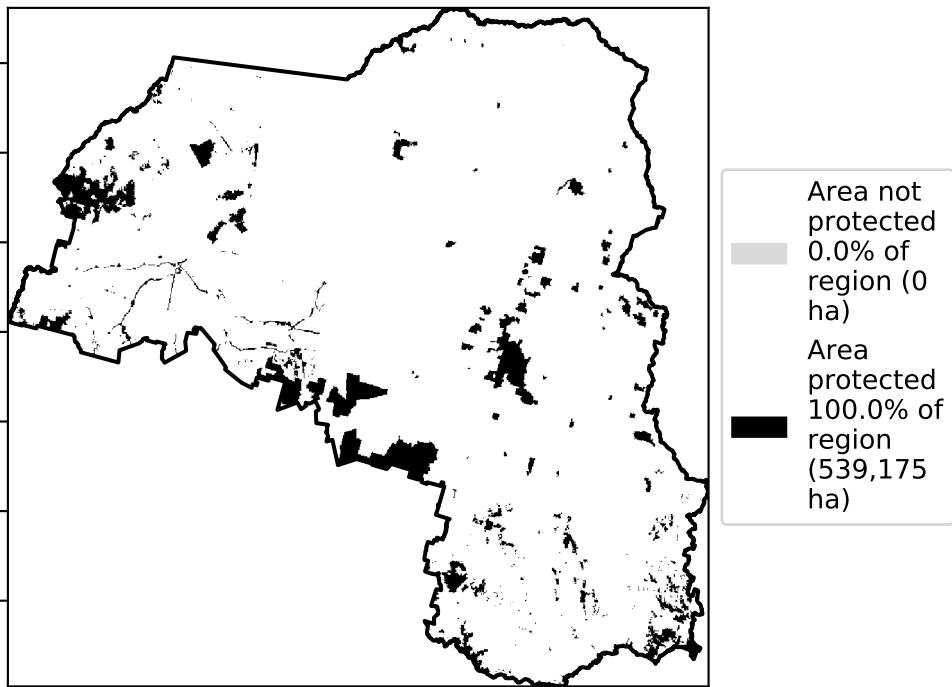 Area not
protected
0.0% of
region (0
ha)
Area
protected
100.0% of
region
(539,175
ha)